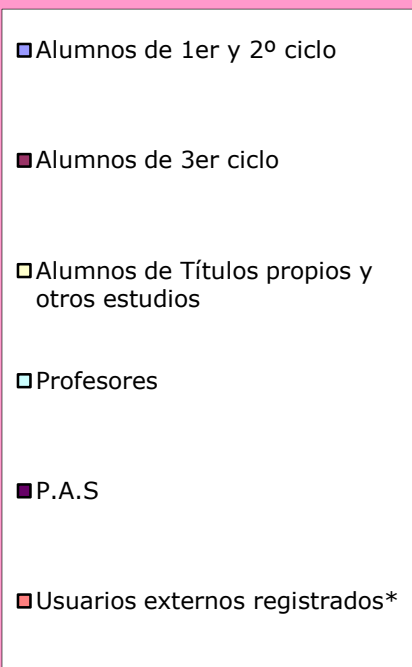 Alumnos de 1er y 2º ciclo
Alumnos de 3er ciclo
Alumnos de Títulos propios y
otros estudios
Profesores
P.A.S
Usuarios externos registrados*